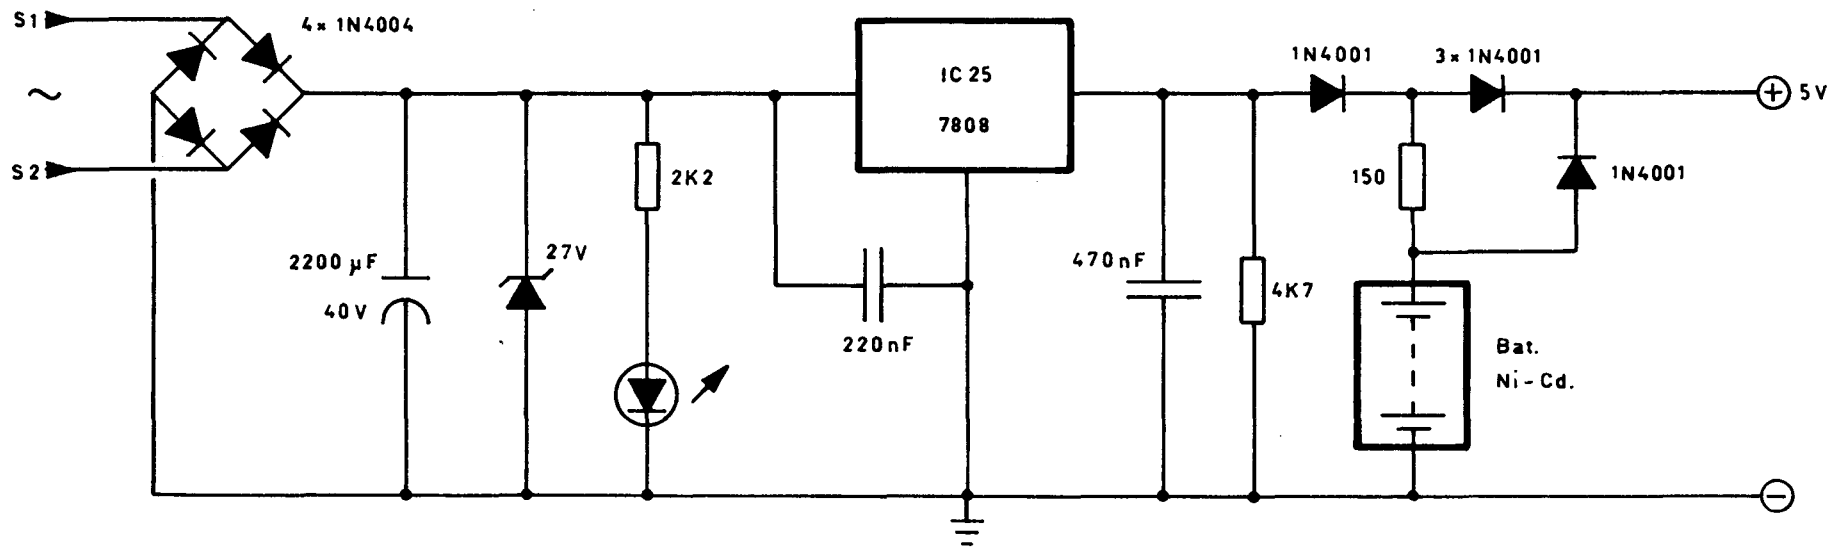 S1
4× 1N4004
~
S2
2200 µF
40V
27V
2K2
220nF
IC 25
7808
470nF
4K7
1N4001
3× 1N4001
150
1N4001
Bat.
Ni-Cd.
+ 5V
−